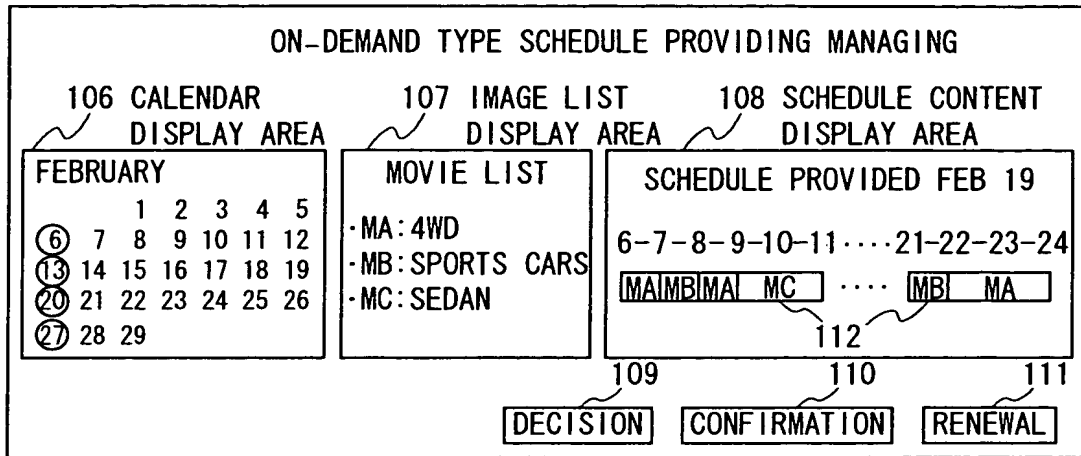 ON-DEMAND TYPE SCHEDULE PROVIDING MANAGING
106 CALENDAR DISPLAY AREA
107 IMAGE LIST DISPLAY AREA
108 SCHEDULE CONTENT DISPLAY AREA
FEBRUARY
1 2 3 4 5
6 7 8 9 10 11 12
13 14 15 16 17 18 19
20 21 22 23 24 25 26
27 28 29
MOVIE LIST
·MA:4WD
·MB:SPORTS CARS
·MC:SEDAN
SCHEDULE PROVIDED FEB 19
6-7-8-9-10-11····21-22-23-24
MA MB MA MC ···· MB MA
112
109 110 111
DECISION CONFIRMATION RENEWAL